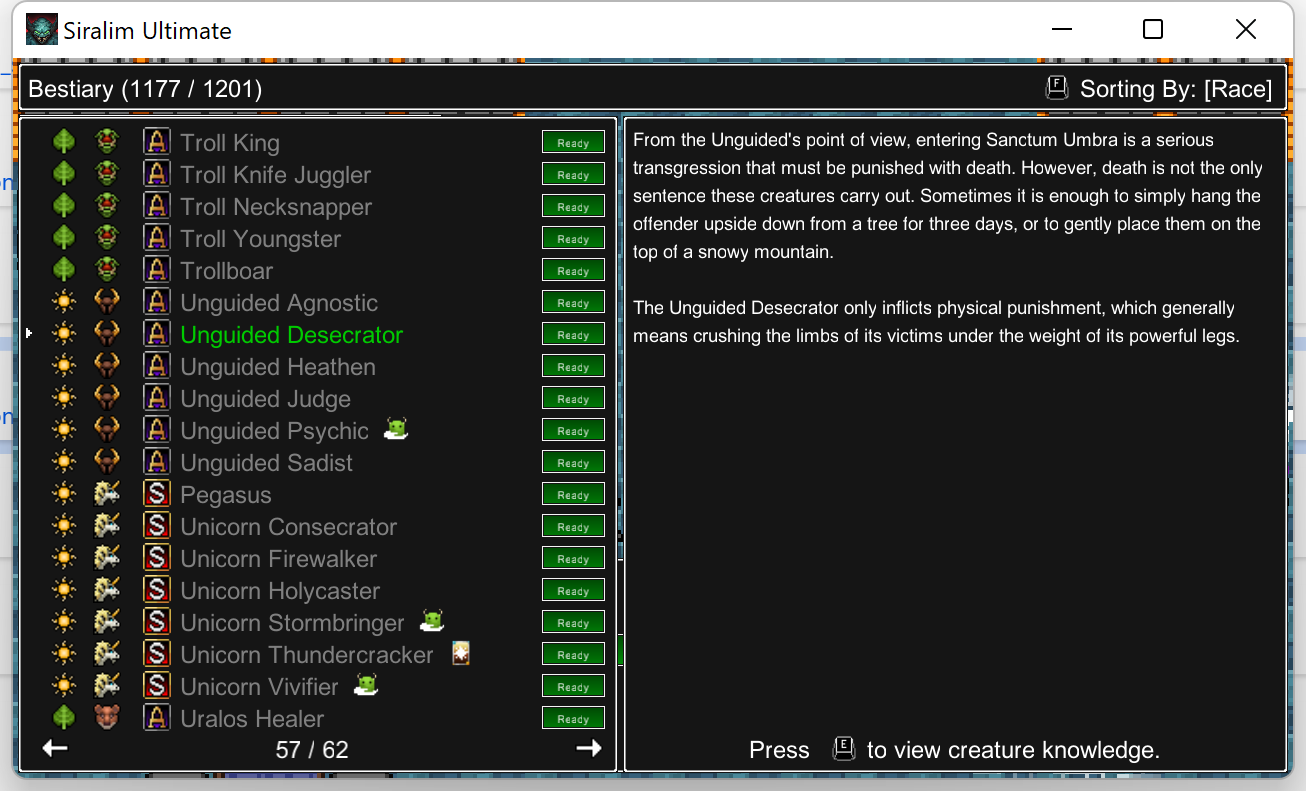 Siralim Ultimate
Bestiary (1177 / 1201)
F Sorting By: [Race]
A Troll King Ready
A Troll Knife Juggler Ready
A Troll Necksnapper Ready
A Troll Youngster Ready
A Trollboar Ready
A Unguided Agnostic Ready
A Unguided Desecrator Ready
A Unguided Heathen Ready
A Unguided Judge Ready
A Unguided Psychic Ready
A Unguided Sadist Ready
S Pegasus Ready
S Unicorn Consecrator Ready
S Unicorn Firewalker Ready
S Unicorn Holycaster Ready
S Unicorn Stormbringer Ready
S Unicorn Thundercracker Ready
S Unicorn Vivifier Ready
A Uralos Healer Ready
57 / 62
From the Unguided's point of view, entering Sanctum Umbra is a serious
transgression that must be punished with death. However, death is not the only
sentence these creatures carry out. Sometimes it is enough to simply hang the
offender upside down from a tree for three days, or to gently place them on the
top of a snowy mountain.
The Unguided Desecrator only inflicts physical punishment, which generally
means crushing the limbs of its victims under the weight of its powerful legs.
Press E to view creature knowledge.